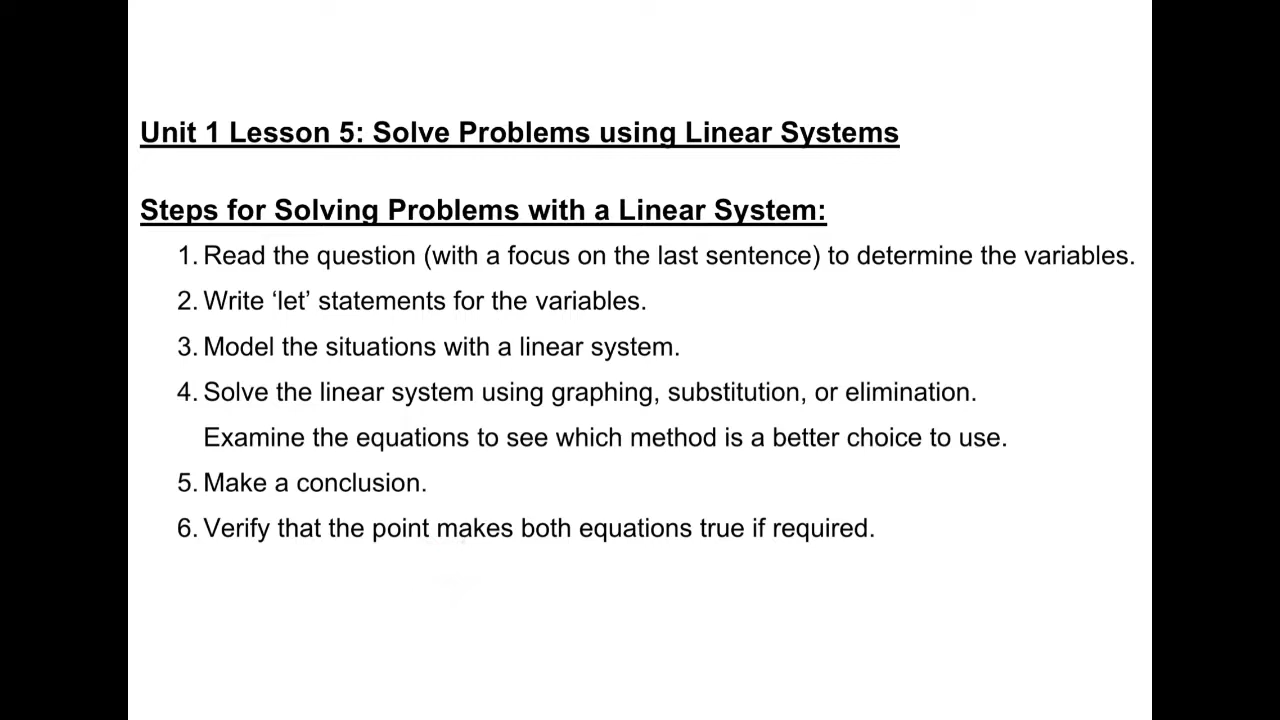 Unit 1 Lesson 5: Solve Problems using Linear Systems
Steps for Solving Problems with a Linear System:
1. Read the question (with a focus on the last sentence) to determine the variables.
2. Write ‘let’ statements for the variables.
3. Model the situations with a linear system.
4. Solve the linear system using graphing, substitution, or elimination.
Examine the equations to see which method is a better choice to use.
5. Make a conclusion.
6. Verify that the point makes both equations true if required.